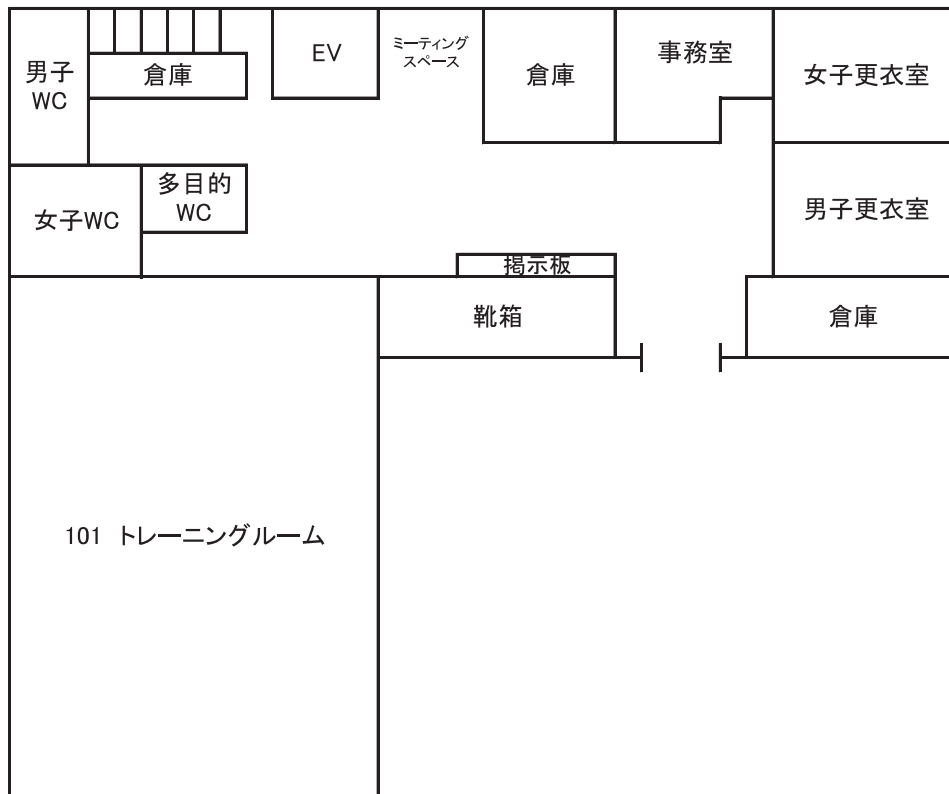 男子
WC
倉庫
EV
ミーティング
スペース
倉庫
事務室
女子更衣室
女子WC
多目的
WC
男子更衣室
掲示板
靴箱
倉庫
101 トレーニングルーム